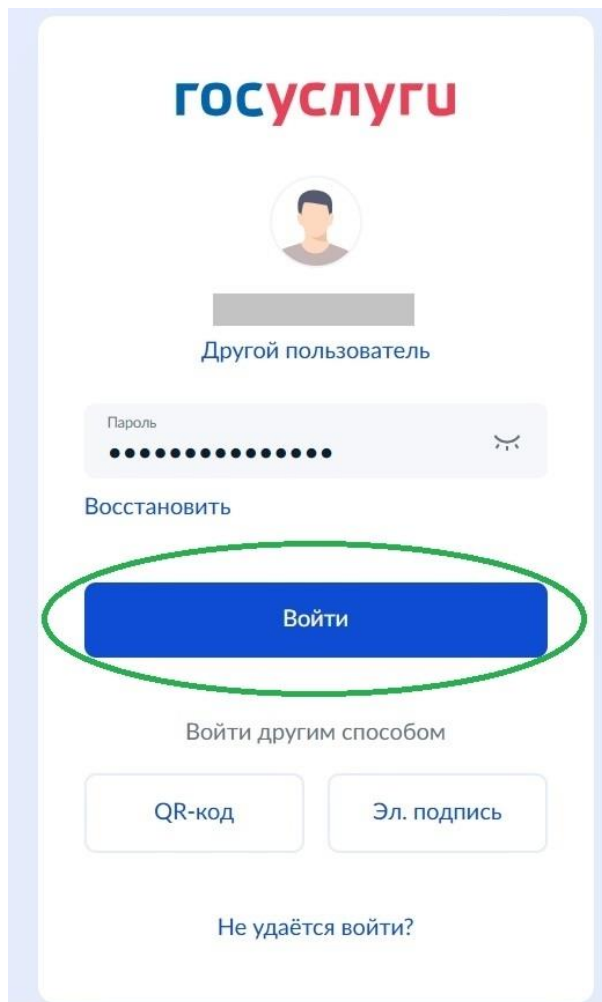 госуслуги
Другой пользователь
Пароль
•••••••••••••••
Восстановить
Войти
Войти другим способом
QR-код
Эл. подпись
Не удаётся войти?